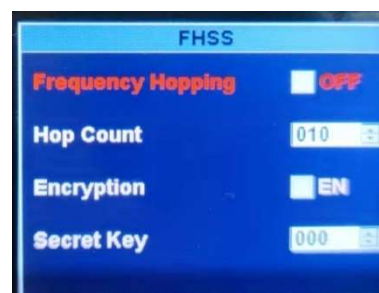 FHSS
Frequency Hopping OFF
Hop Count 010
Encryption EN
Secret Key 000